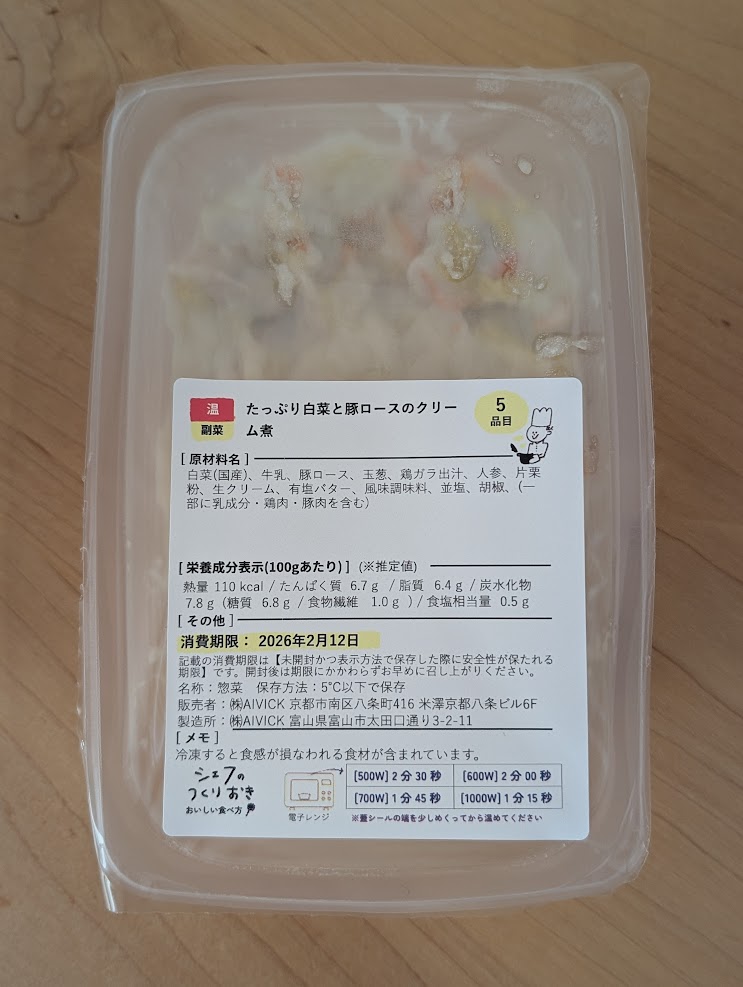 温
副菜
たっぷり白菜と豚ロースのクリー
ム煮
5
品目
[ 原材料名 ]
白菜(国産)、牛乳、豚ロース、玉葱、鶏ガラ出汁、人参、片栗
粉、生クリーム、有塩バター、風味調味料、並塩、胡椒、(一
部に乳成分・鶏肉・豚肉を含む)
[ 栄養成分表示(100gあたり) ] (※推定値)
熱量 110 kcal / たんぱく質 6.7 g / 脂質 6.4 g / 炭水化物
7.8 g (糖質 6.8 g / 食物繊維 1.0 g ) / 食塩相当量 0.5 g
[ その他 ]
消費期限： 2026年2月12日
記載の消費期限は【未開封かつ表示方法で保存した際に安全性が保たれる
期限】です。開封後は期限にかかわらずお早めに召し上がりください。
名称：惣菜 保存方法：5℃以下で保存
販売者：㈱AIVICK 京都市南区八条町416 米澤京都八条ビル6F
製造所：㈱AIVICK 富山県富山市太田口通り3-2-11
[ メモ ]
冷凍すると食感が損なわれる食材が含まれています。
シェフの
つくりおき
おいしい食べ方
電子レンジ
[500W] 2 分 30 秒 [600W] 2 分 00 秒
[700W] 1 分 45 秒 [1000W] 1 分 15 秒
※蓋シールの端を少しめくってから温めてください